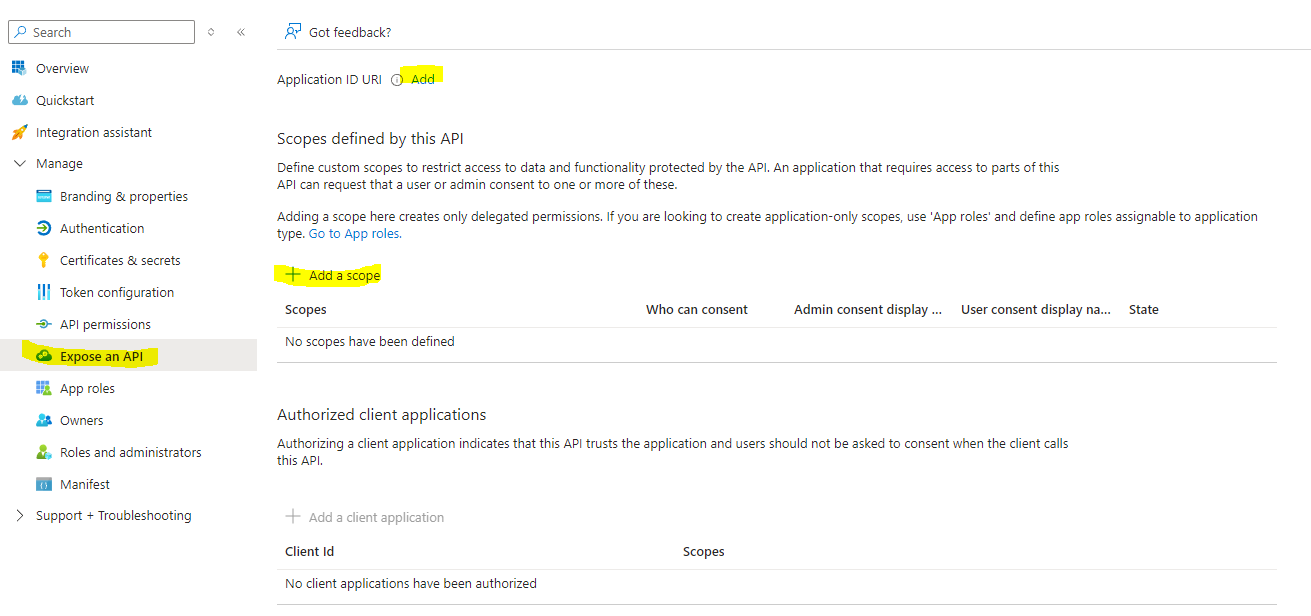 Search
Overview
Quickstart
Integration assistant
Manage
Branding & properties
Authentication
Certificates & secrets
Token configuration
API permissions
Expose an API
App roles
Owners
Roles and administrators
Manifest
Support + Troubleshooting
Got feedback?
Application ID URI Add
Scopes defined by this API
Define custom scopes to restrict access to data and functionality protected by the API. An application that requires access to parts of this
API can request that a user or admin consent to one or more of these.
Adding a scope here creates only delegated permissions. If you are looking to create application-only scopes, use 'App roles' and define app roles assignable to application
type. Go to App roles.
Add a scope
Scopes Who can consent Admin consent display ... User consent display na... State
No scopes have been defined
Authorized client applications
Authorizing a client application indicates that this API trusts the application and users should not be asked to consent when the client calls
this API.
Add a client application
Client Id Scopes
No client applications have been authorized